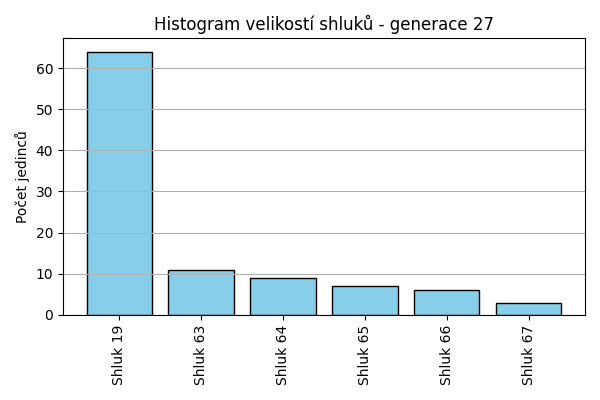 Histogram velikostí shluků - generace 27
Počet jedinců
60
50
40
30
20
10
0
Shluk 19
Shluk 63
Shluk 64
Shluk 65
Shluk 66
Shluk 67